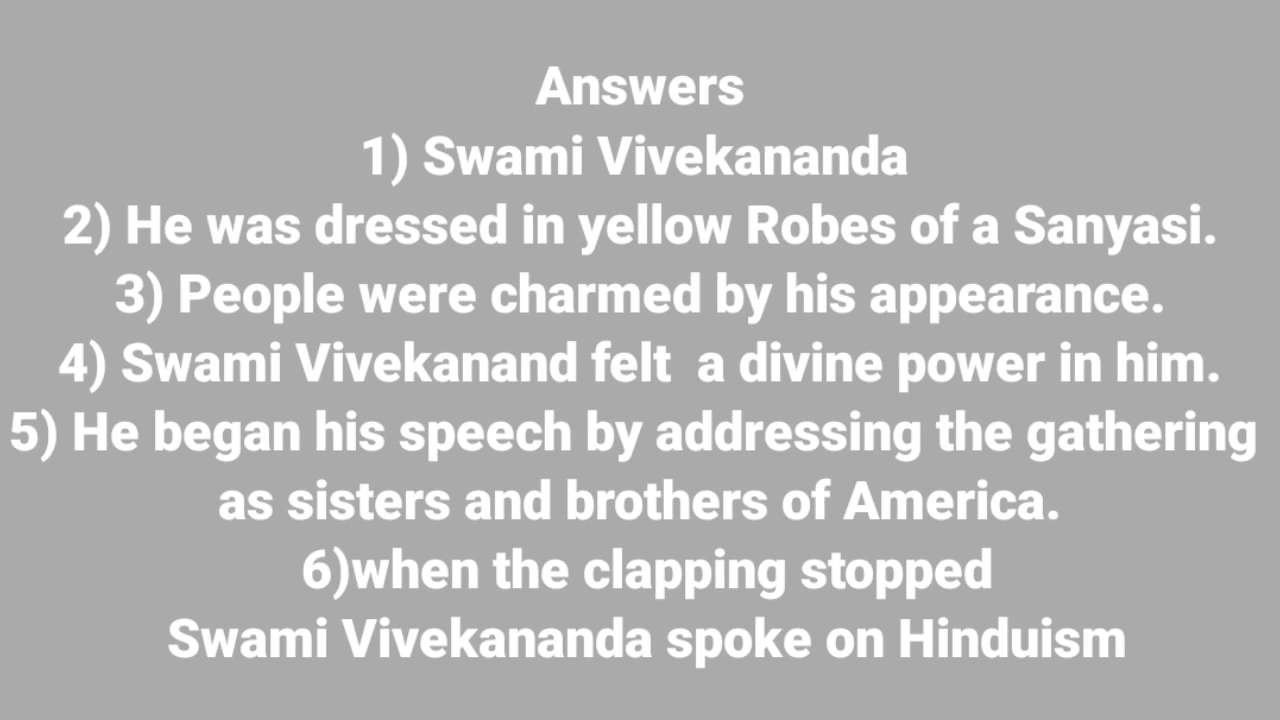 Answers
1) Swami Vivekananda
2) He was dressed in yellow Robes of a Sanyasi.
3) People were charmed by his appearance.
4) Swami Vivekanand felt  a divine power in him.
5) He began his speech by addressing the gathering
as sisters and brothers of America.
6)when the clapping stopped
Swami Vivekananda spoke on Hinduism